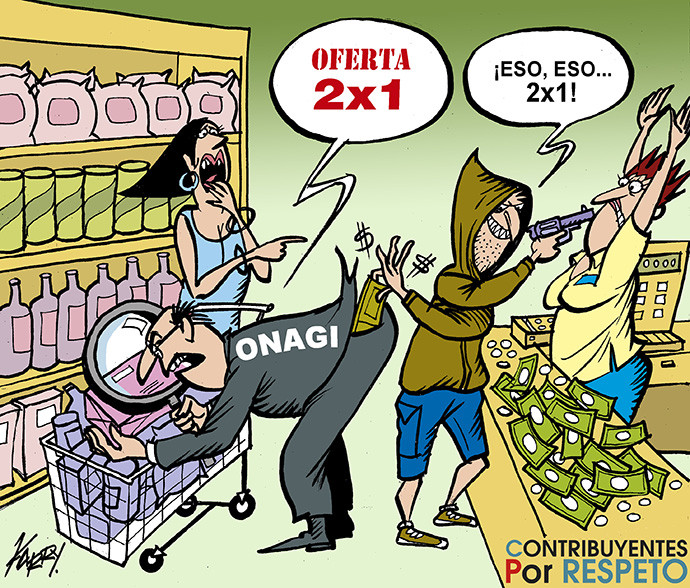 OFERTA
2x1
¡ESO, ESO...
2x1!
ONAGI
$
$
CONTRIBUYENTES
Por RESPETO